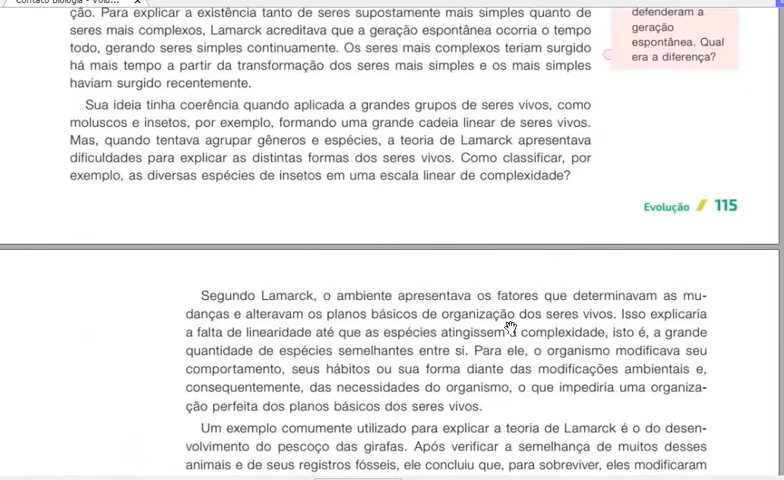 Contato Biologia - Volu...
ção. Para explicar a existência tanto de seres supostamente mais simples quanto de
seres mais complexos, Lamarck acreditava que a geração espontânea ocorria o tempo
todo, gerando seres simples continuamente. Os seres mais complexos teriam surgido
há mais tempo a partir da transformação dos seres mais simples e os mais simples
haviam surgido recentemente.
defenderam a
geração
espontânea. Qual
era a diferença?
Sua ideia tinha coerência quando aplicada a grandes grupos de seres vivos, como
moluscos e insetos, por exemplo, formando uma grande cadeia linear de seres vivos.
Mas, quando tentava agrupar gêneros e espécies, a teoria de Lamarck apresentava
dificuldades para explicar as distintas formas dos seres vivos. Como classificar, por
exemplo, as diversas espécies de insetos em uma escala linear de complexidade?
Evolução 115
Segundo Lamarck, o ambiente apresentava os fatores que determinavam as mu-
danças e alteravam os planos básicos de organização dos seres vivos. Isso explicaria
a falta de linearidade até que as espécies atingissem a complexidade, isto é, a grande
quantidade de espécies semelhantes entre si. Para ele, o organismo modificava seu
comportamento, seus hábitos ou sua forma diante das modificações ambientais e,
consequentemente, das necessidades do organismo, o que impediria uma organiza-
ção perfeita dos planos básicos dos seres vivos.
Um exemplo comumente utilizado para explicar a teoria de Lamarck é o do desen-
volvimento do pescoço das girafas. Após verificar a semelhança de muitos desses
animais e de seus registros fósseis, ele concluiu que, para sobreviver, eles modificaram